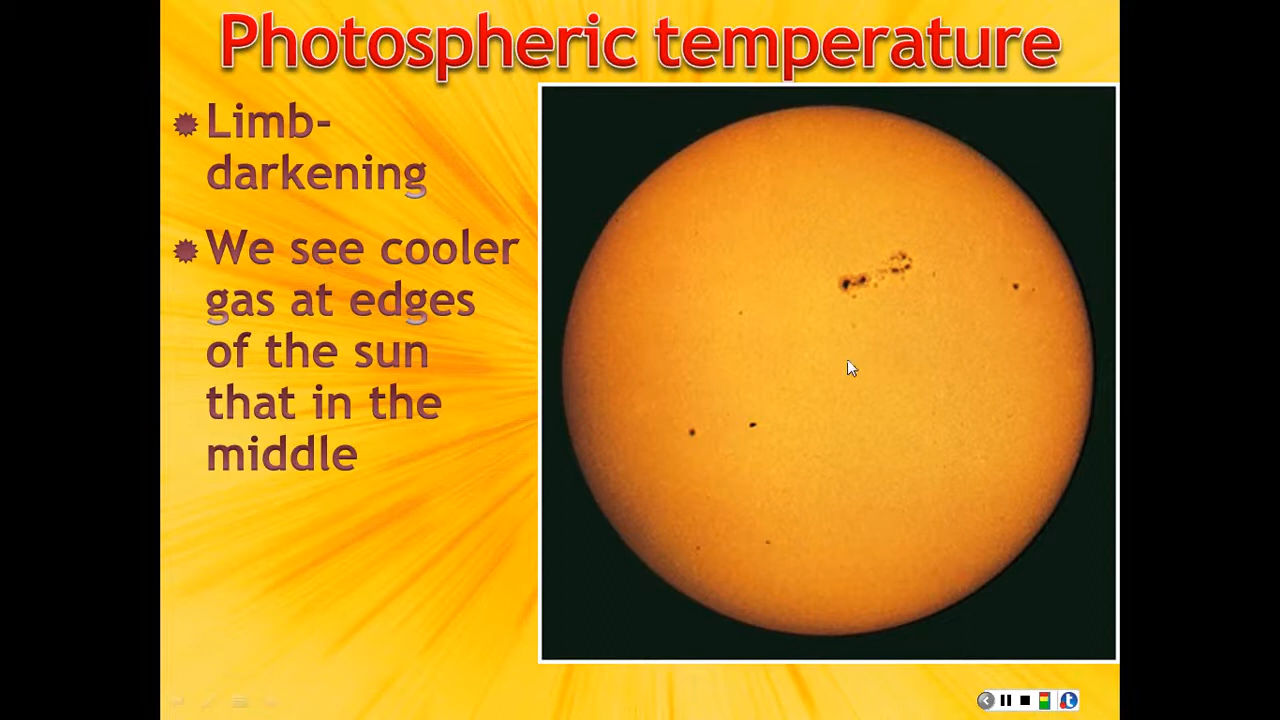 Photospheric temperature
Limb-
darkening
We see cooler
gas at edges
of the sun
that in the
middle